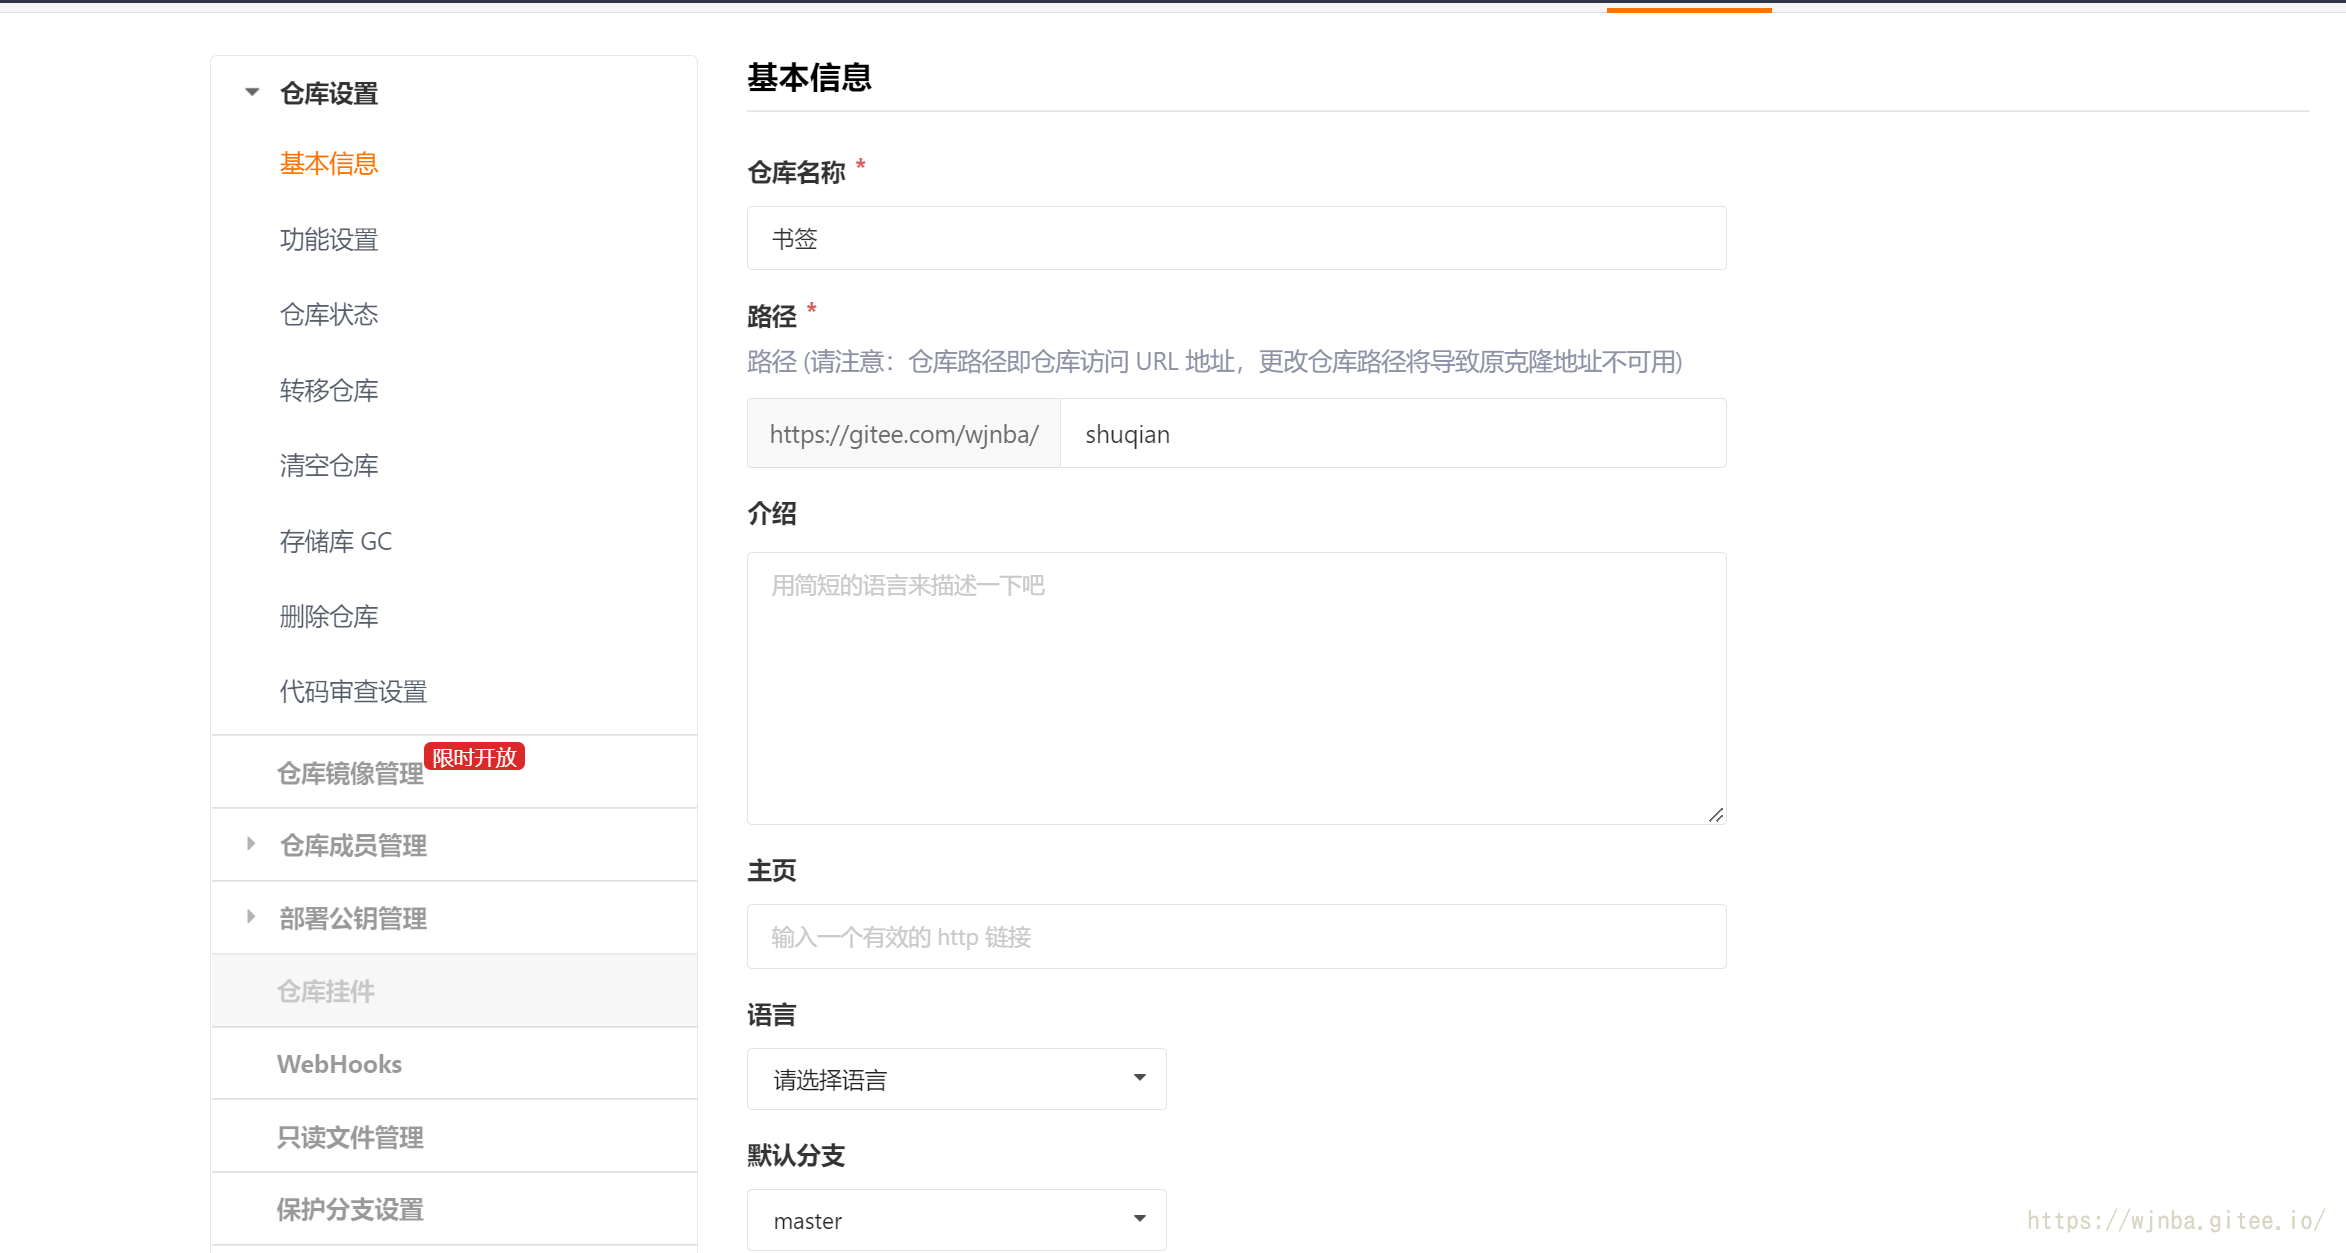 仓库设置
基本信息
功能设置
仓库状态
转移仓库
清空仓库
存储库 GC
删除仓库
代码审查设置
仓库镜像管理
限时开放
仓库成员管理
部署公钥管理
仓库挂件
WebHooks
只读文件管理
保护分支设置
基本信息
仓库名称 *
书签
路径 *
路径 (请注意：仓库路径即仓库访问 URL 地址，更改仓库路径将导致原克隆地址不可用)
https://gitee.com/wjnba/ shuqian
介绍
用简短的语言来描述一下吧
主页
输入一个有效的 http 链接
语言
请选择语言
默认分支
master
https://wjnba.gitee.io/